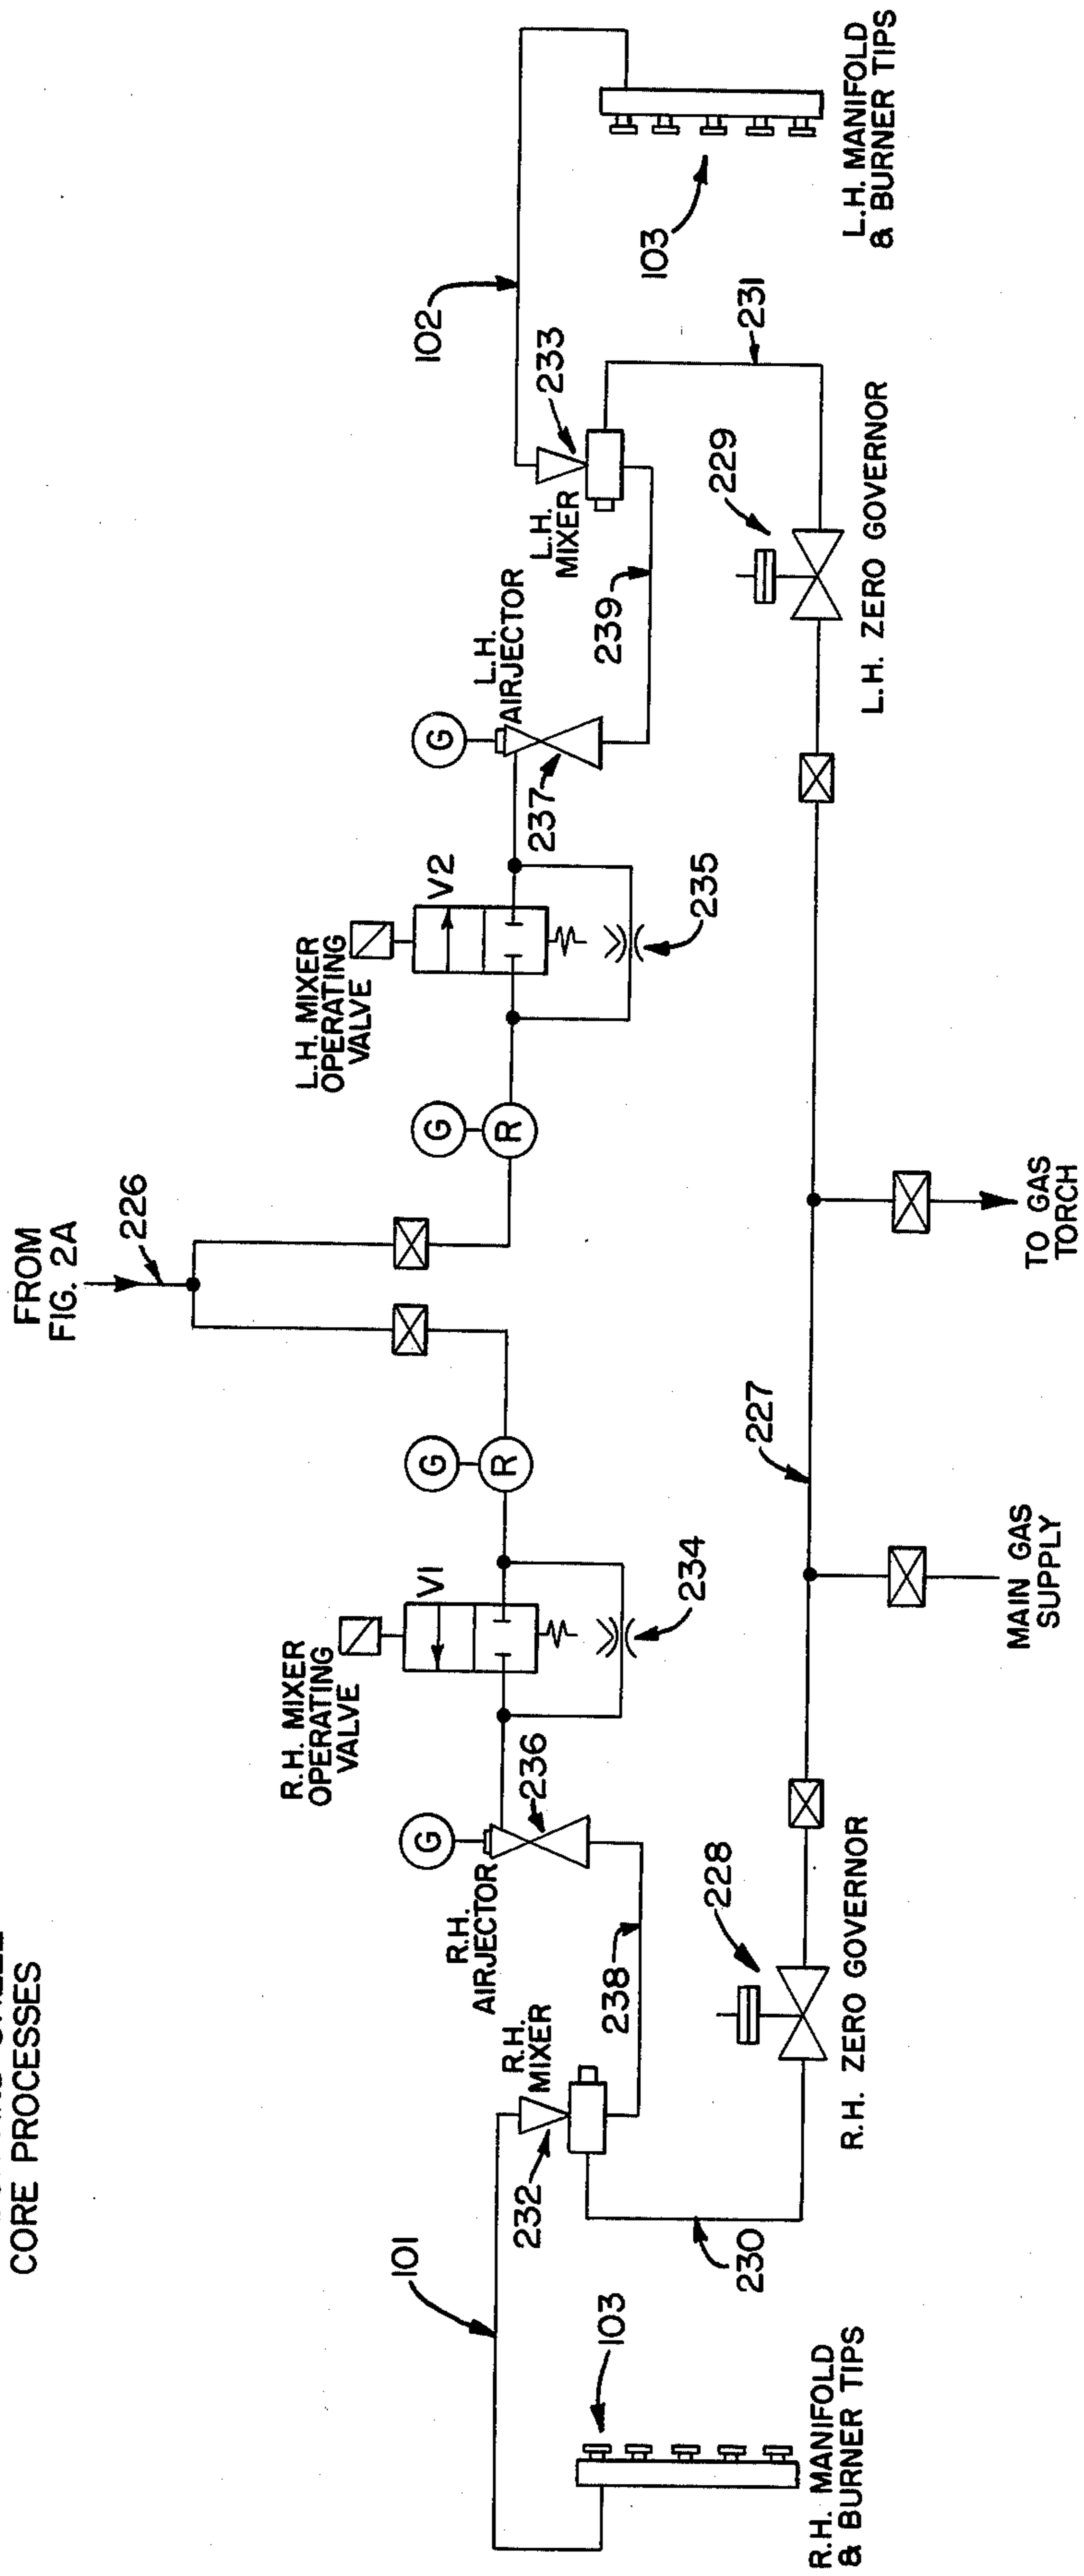 CORE PROCESSES
FROM
FIG. 2A
226
R.H. MIXER
OPERATING
VALVE
V1
G
R
G
R
L.H. MIXER
OPERATING
VALVE
V2
101
R.H.
MIXER
232
R.H.
AIRJECTOR
G
236
234
235
G
L.H.
AIRJECTOR
237
L.H.
MIXER
233
102
103
238
239
103
R.H. MANIFOLD
& BURNER TIPS
230
228
R.H. ZERO GOVERNOR
227
MAIN GAS
SUPPLY
TO GAS
TORCH
229
L.H. ZERO GOVERNOR
231
L.H. MANIFOLD
& BURNER TIPS